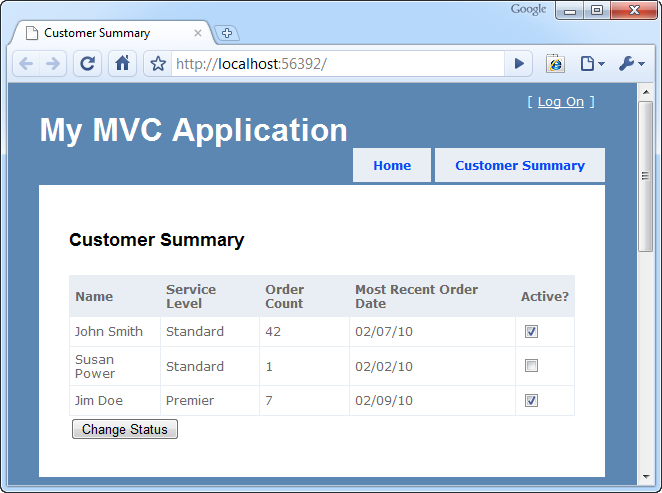 Google
Customer Summary
http://localhost:56392/
[ Log On ]
My MVC Application
Home Customer Summary
Customer Summary
Name Service Level Order Count Most Recent Order Date Active?
John Smith Standard 42 02/07/10
Susan Power Standard 1 02/02/10
Jim Doe Premier 7 02/09/10
Change Status